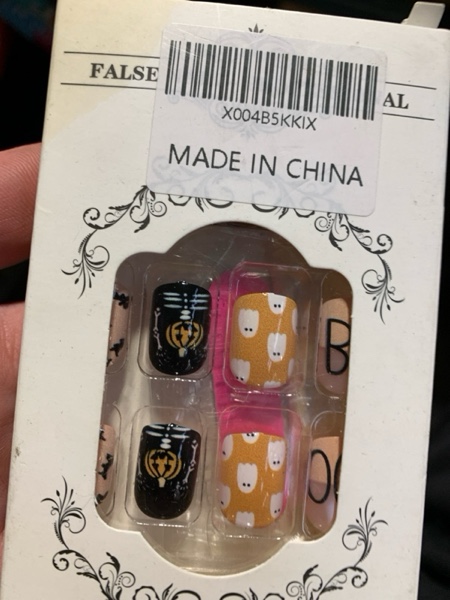 FALSE
AL
X004B5KKIX
MADE IN CHINA
B